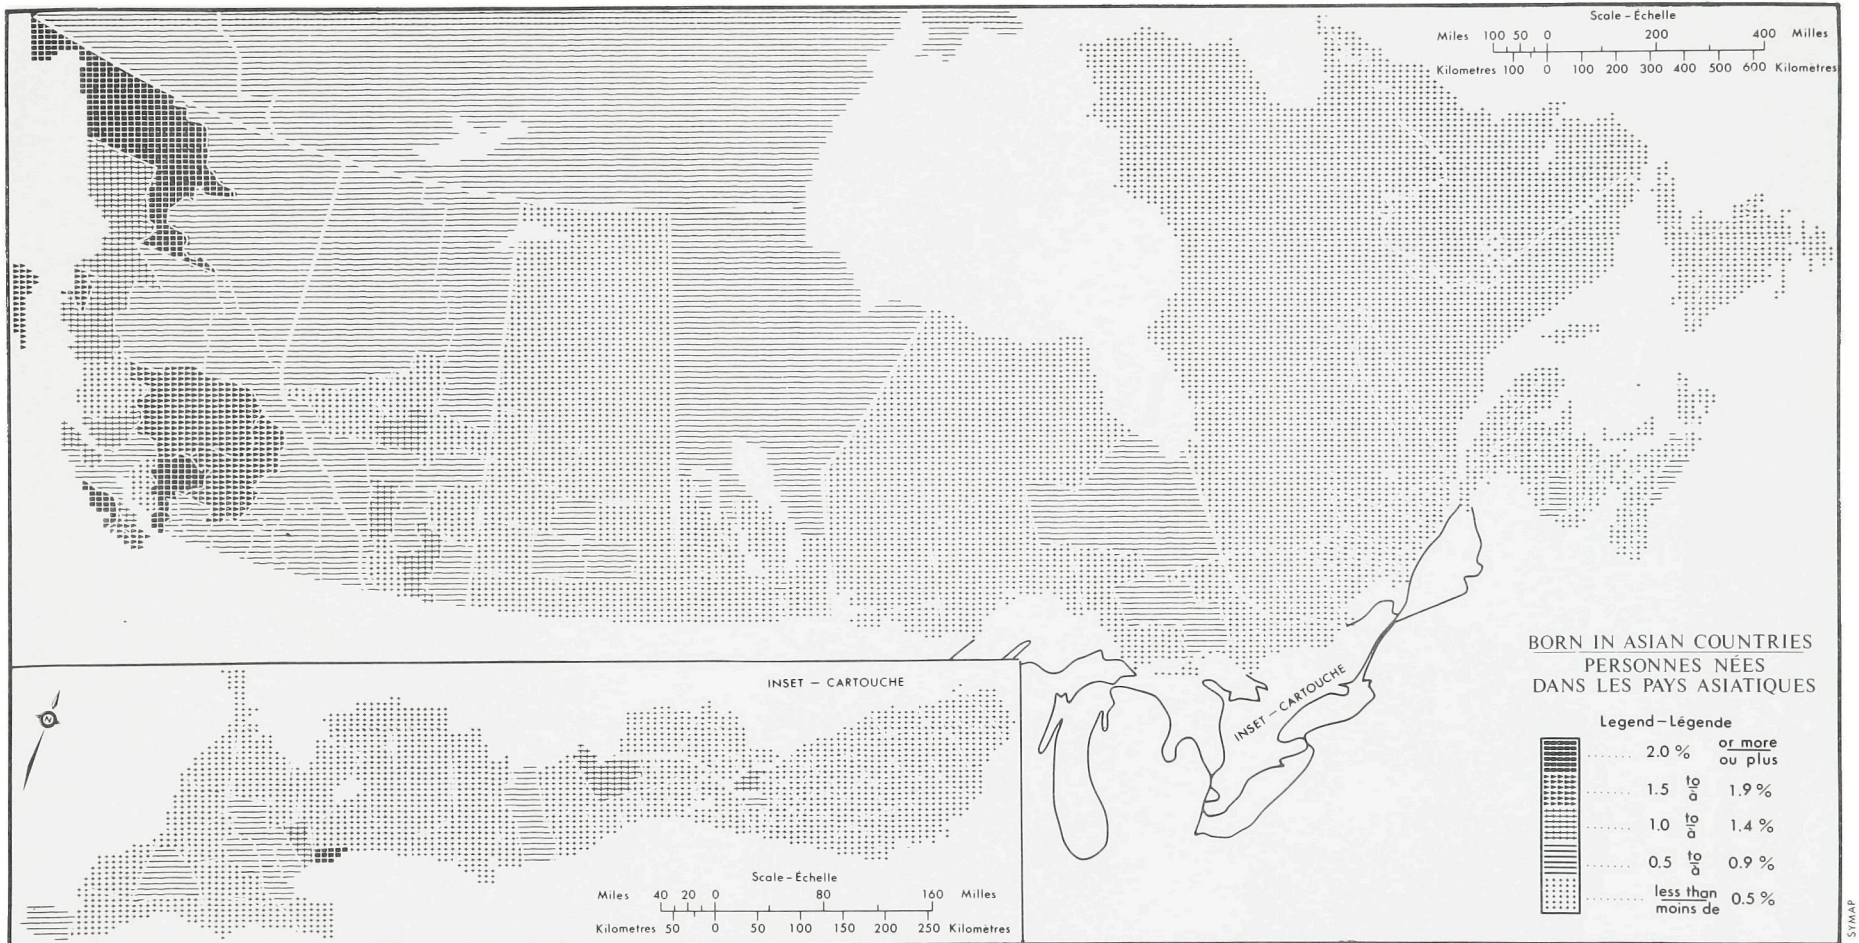 Scale – Échelle
Miles 100 50 0 200 400 Milles
Kilometres 100 0 100 200 300 400 500 600 Kilomètres
BORN IN ASIAN COUNTRIES
PERSONNES NÉES
DANS LES PAYS ASIATIQUES
Legend – Légende
2.0 % or more
ou plus
1.5 to
à 1.9 %
1.0 to
à 1.4 %
0.5 to
à 0.9 %
less than
moins de 0.5 %
SYMAP
INSET – CARTOUCHE
INSET – CARTOUCHE
N
Scale – Échelle
Miles 40 20 0 80 160 Milles
Kilometres 50 0 50 100 150 200 250 Kilomètres